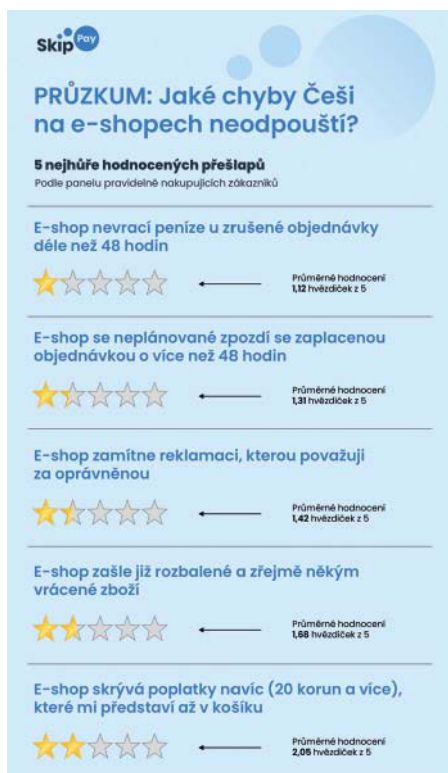 Skip Pay
PRŮZKUM: Jaké chyby Češi
na e-shopech neodpouští?
5 nejhůře hodnocených přešlapů
Podle panelu pravidelně nakupujících zákazníků
E-shop nevrací peníze u zrušené objednávky
déle než 48 hodin
Průměrné hodnocení
1,12 hvězdiček z 5
E-shop se neplánované zpozdí se zaplacenou
objednávkou o více než 48 hodin
Průměrné hodnocení
1,31 hvězdiček z 5
E-shop zamítne reklamaci, kterou považuji
za oprávněnou
Průměrné hodnocení
1,42 hvězdiček z 5
E-shop zašle již rozbalené a zřejmě někým
vrácené zboží
Průměrné hodnocení
1,68 hvězdiček z 5
E-shop skrývá poplatky navíc (20 korun a více),
které mi představí až v košíku
Průměrné hodnocení
2,05 hvězdiček z 5